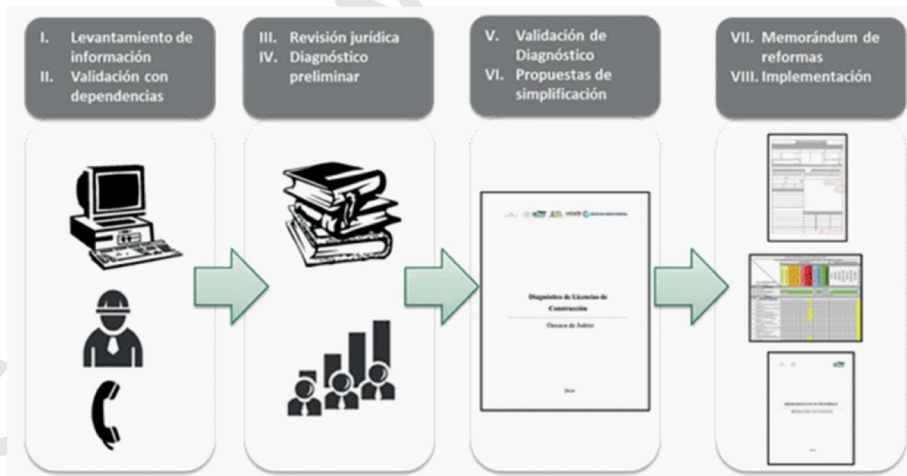 I. Levantamiento de
información
II. Validación con
dependencias
III. Revisión jurídica
IV. Diagnóstico
preliminar
V. Validación de
Diagnóstico
VI. Propuestas de
simplificación
VII. Memorándum de
reformas
VIII. Implementación
Diagnóstico de Licencias de
Construcción
Oaxaca de Juárez